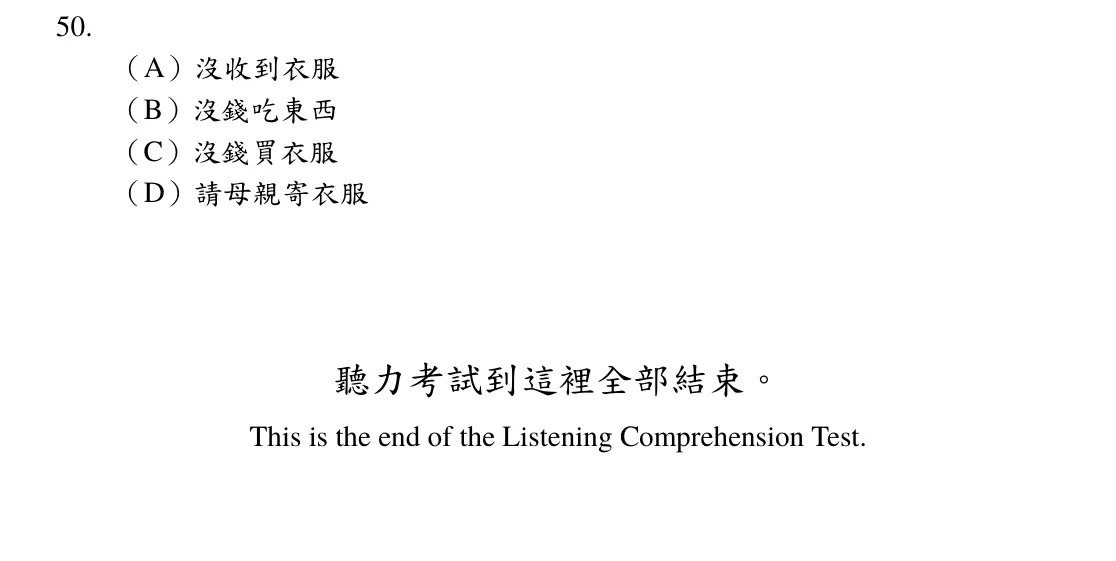 50.
（A）沒收到衣服
（B）沒錢吃東西
（C）沒錢買衣服
（D）請母親寄衣服
聽力考試到這裡全部結束。
This is the end of the Listening Comprehension Test.